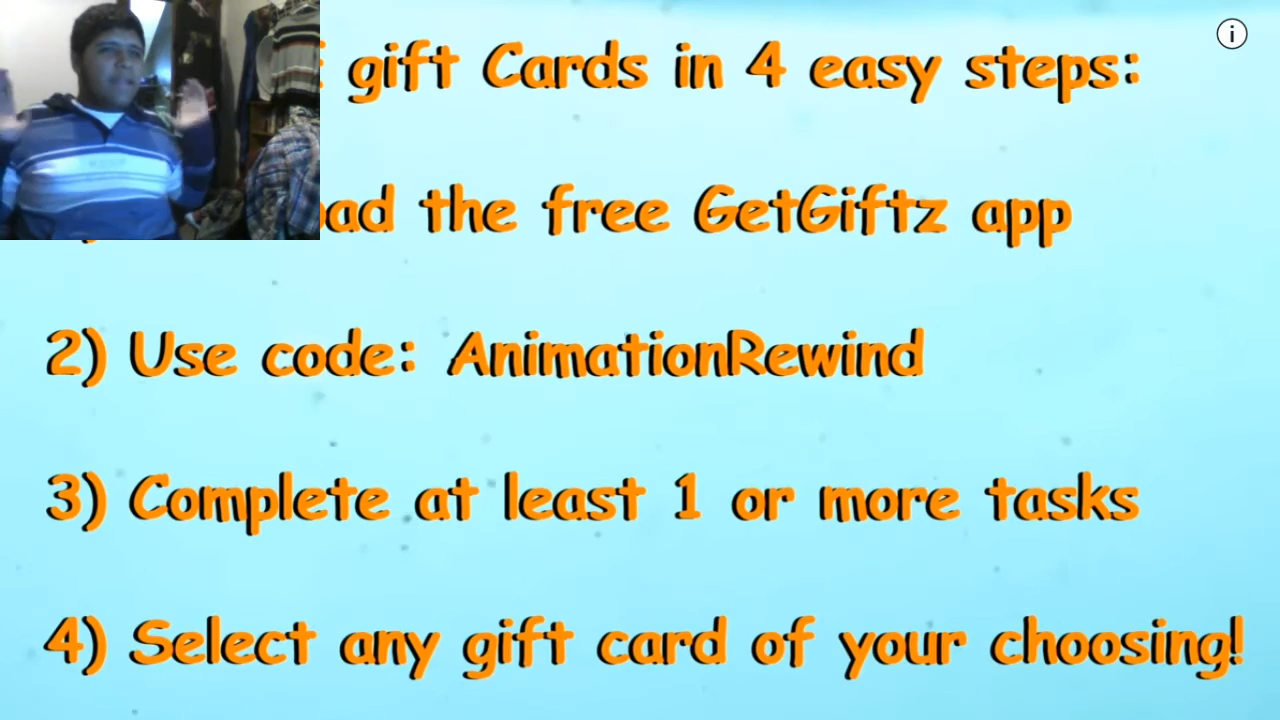 gift Cards in 4 easy steps:
the free GetGiftz app
2) Use code: AnimationRewind
3) Complete at least 1 or more tasks
4) Select any gift card of your choosing!